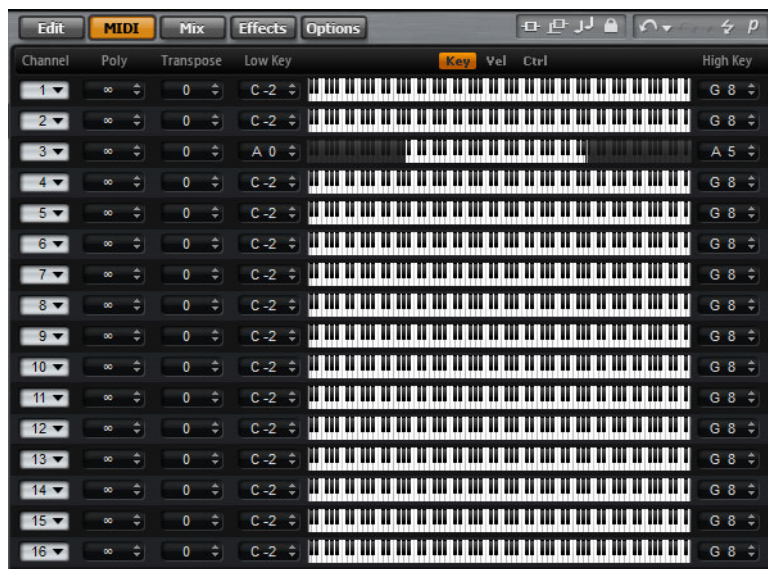 Edit MIDI Mix Effects Options
Channel Poly Transpose Low Key Key Vel Ctrl High Key
1 ∞ 0 C -2 G 8
2 ∞ 0 C -2 G 8
3 ∞ 0 A 0 A 5
4 ∞ 0 C -2 G 8
5 ∞ 0 C -2 G 8
6 ∞ 0 C -2 G 8
7 ∞ 0 C -2 G 8
8 ∞ 0 C -2 G 8
9 ∞ 0 C -2 G 8
10 ∞ 0 C -2 G 8
11 ∞ 0 C -2 G 8
12 ∞ 0 C -2 G 8
13 ∞ 0 C -2 G 8
14 ∞ 0 C -2 G 8
15 ∞ 0 C -2 G 8
16 ∞ 0 C -2 G 8